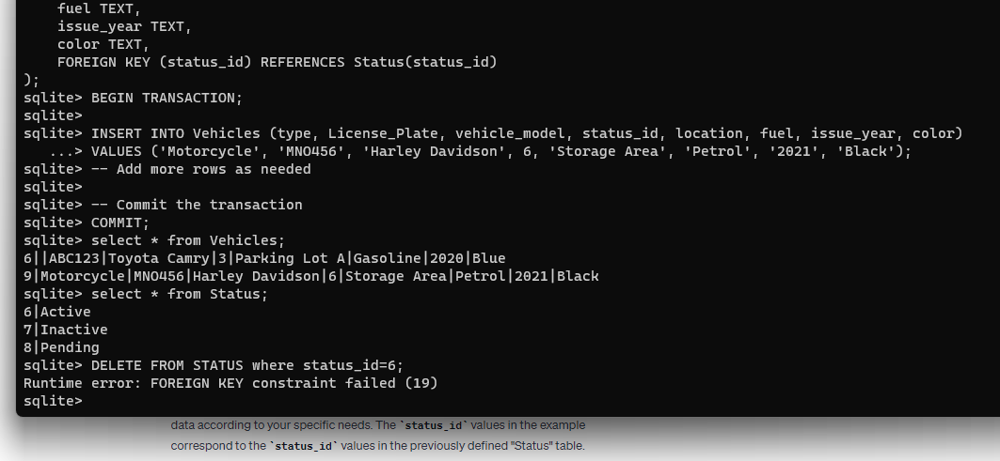 fuel TEXT,
issue_year TEXT,
color TEXT,
FOREIGN KEY (status_id) REFERENCES Status(status_id)
);
sqlite> BEGIN TRANSACTION;
sqlite>
sqlite> INSERT INTO Vehicles (type, License_Plate, vehicle_model, status_id, location, fuel, issue_year, color)
...> VALUES ('Motorcycle', 'MNO456', 'Harley Davidson', 6, 'Storage Area', 'Petrol', '2021', 'Black');
sqlite> -- Add more rows as needed
sqlite>
sqlite> -- Commit the transaction
sqlite> COMMIT;
sqlite> select * from Vehicles;
6||ABC123|Toyota Camry|3|Parking Lot A|Gasoline|2020|Blue
9|Motorcycle|MNO456|Harley Davidson|6|Storage Area|Petrol|2021|Black
sqlite> select * from Status;
6|Active
7|Inactive
8|Pending
sqlite> DELETE FROM STATUS where status_id=6;
Runtime error: FOREIGN KEY constraint failed (19)
sqlite>
data according to your specific needs. The `status_id` values in the example
correspond to the `status_id` values in the previously defined "Status" table.